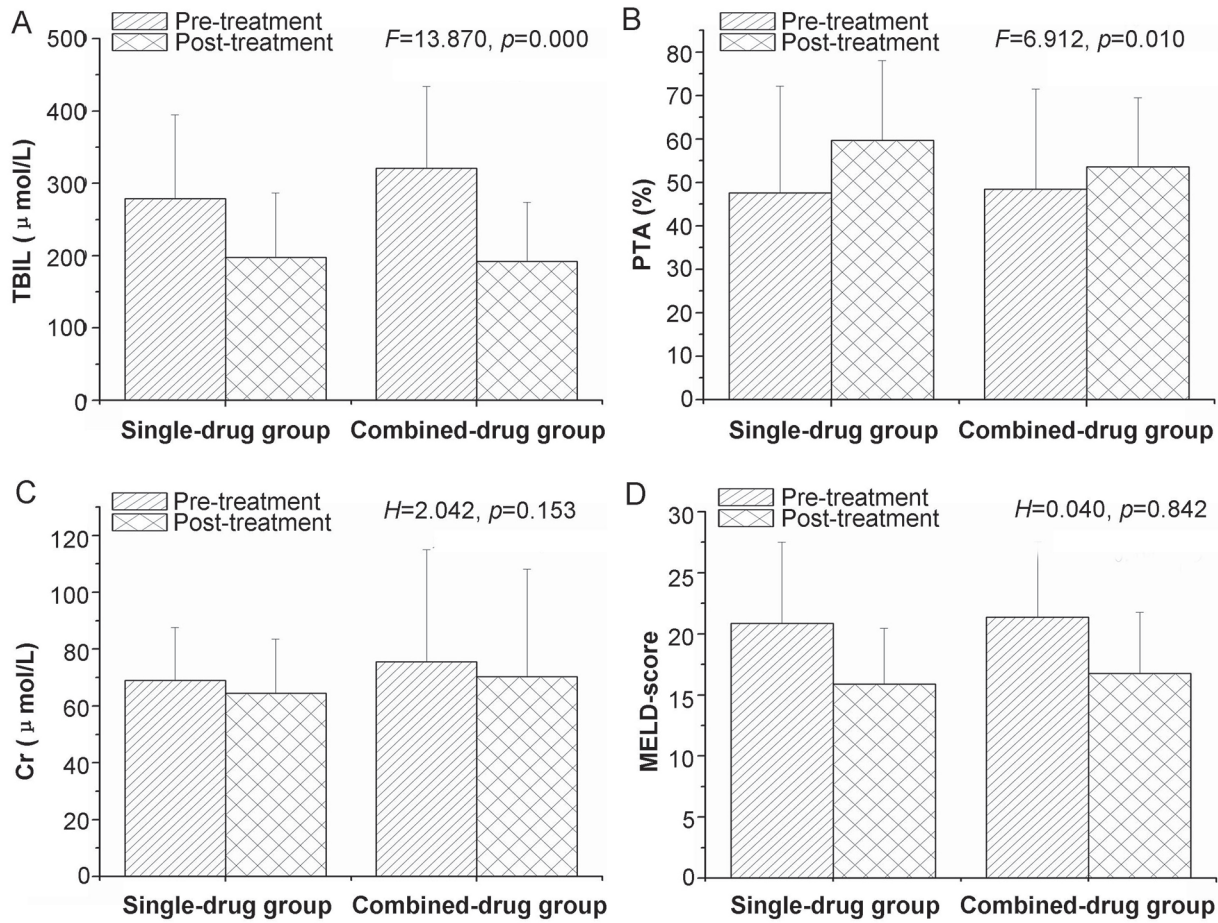 A
Pre-treatment
Post-treatment
F=13.870, p=0.000
TBIL (μ mol/L)
500
400
300
200
100
0
Single-drug group
Combined-drug group
B
Pre-treatment
Post-treatment
F=6.912, p=0.010
PTA (%)
80
70
60
50
40
30
20
10
0
Single-drug group
Combined-drug group
C
Pre-treatment
Post-treatment
H=2.042, p=0.153
Cr (μ mol/L)
120
100
80
60
40
20
0
Single-drug group
Combined-drug group
D
Pre-treatment
Post-treatment
H=0.040, p=0.842
MELD-score
30
25
20
15
10
5
0
Single-drug group
Combined-drug group